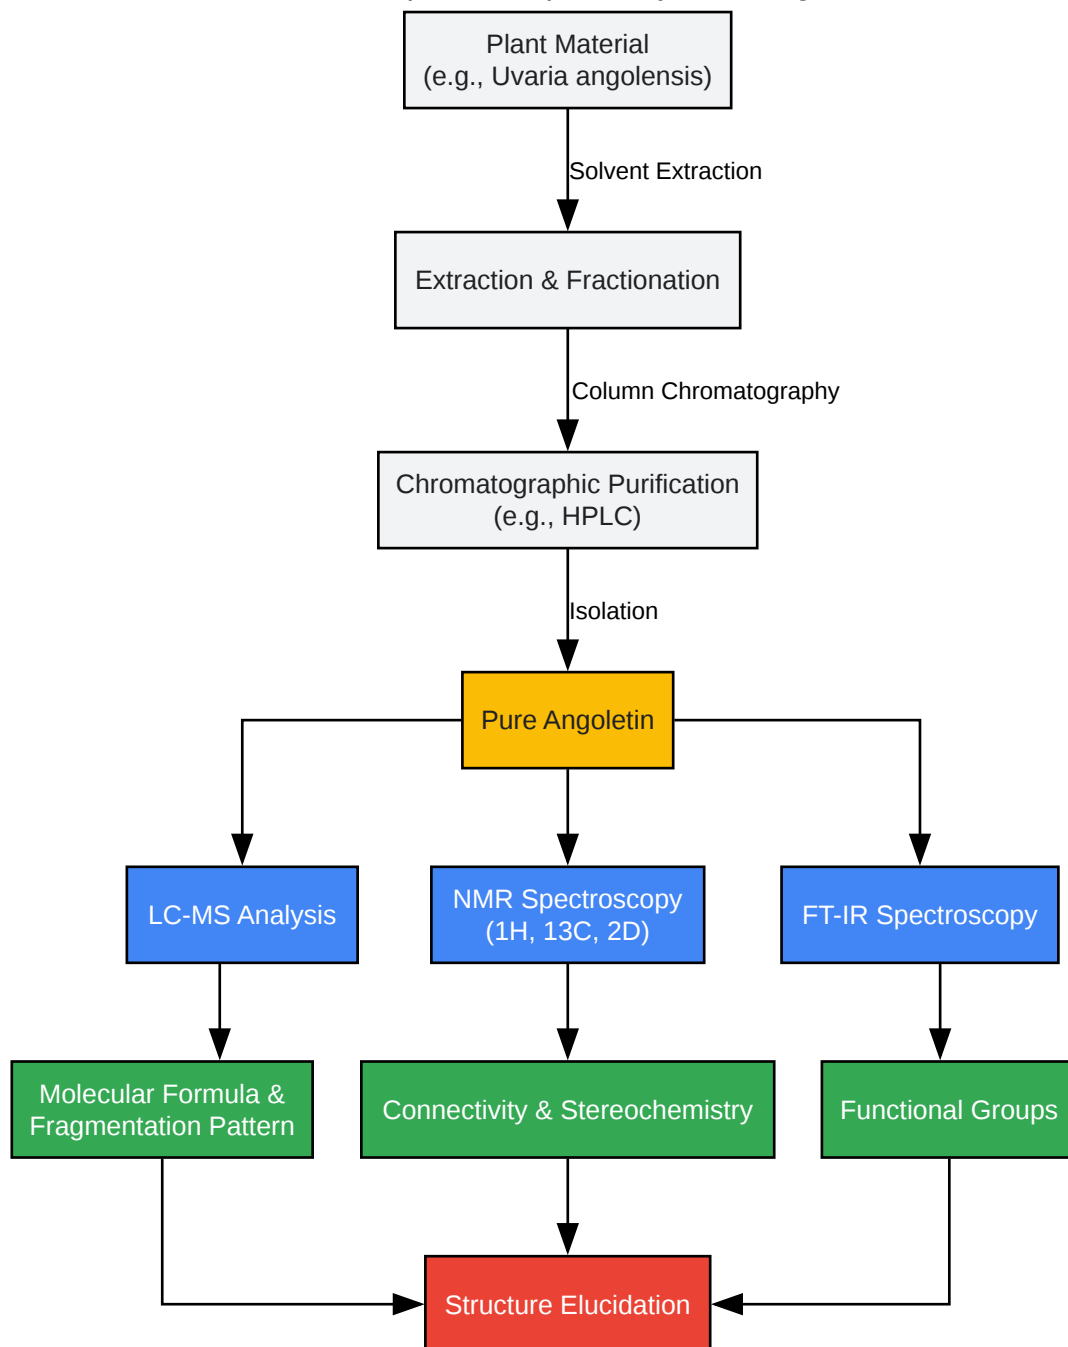 Plant Material
(e.g., Uvaria angolensis)
Solvent Extraction
Extraction & Fractionation
Column Chromatography
Chromatographic Purification
(e.g., HPLC)
Isolation
Pure Angoletin
LC-MS Analysis
NMR Spectroscopy
(1H, 13C, 2D)
FT-IR Spectroscopy
Molecular Formula &
Fragmentation Pattern
Connectivity & Stereochemistry
Functional Groups
Structure Elucidation